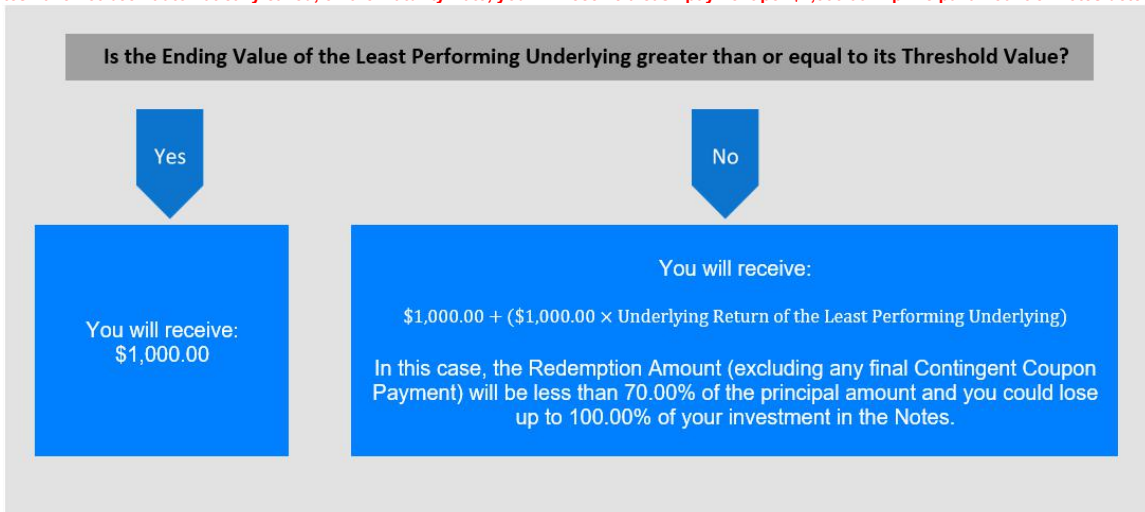 Is the Ending Value of the Least Performing Underlying greater than or equal to its Threshold Value?
Yes
No
You will receive:
$1,000.00
You will receive:
$1,000.00 + ($1,000.00 × Underlying Return of the Least Performing Underlying)
In this case, the Redemption Amount (excluding any final Contingent Coupon
Payment) will be less than 70.00% of the principal amount and you could lose
up to 100.00% of your investment in the Notes.